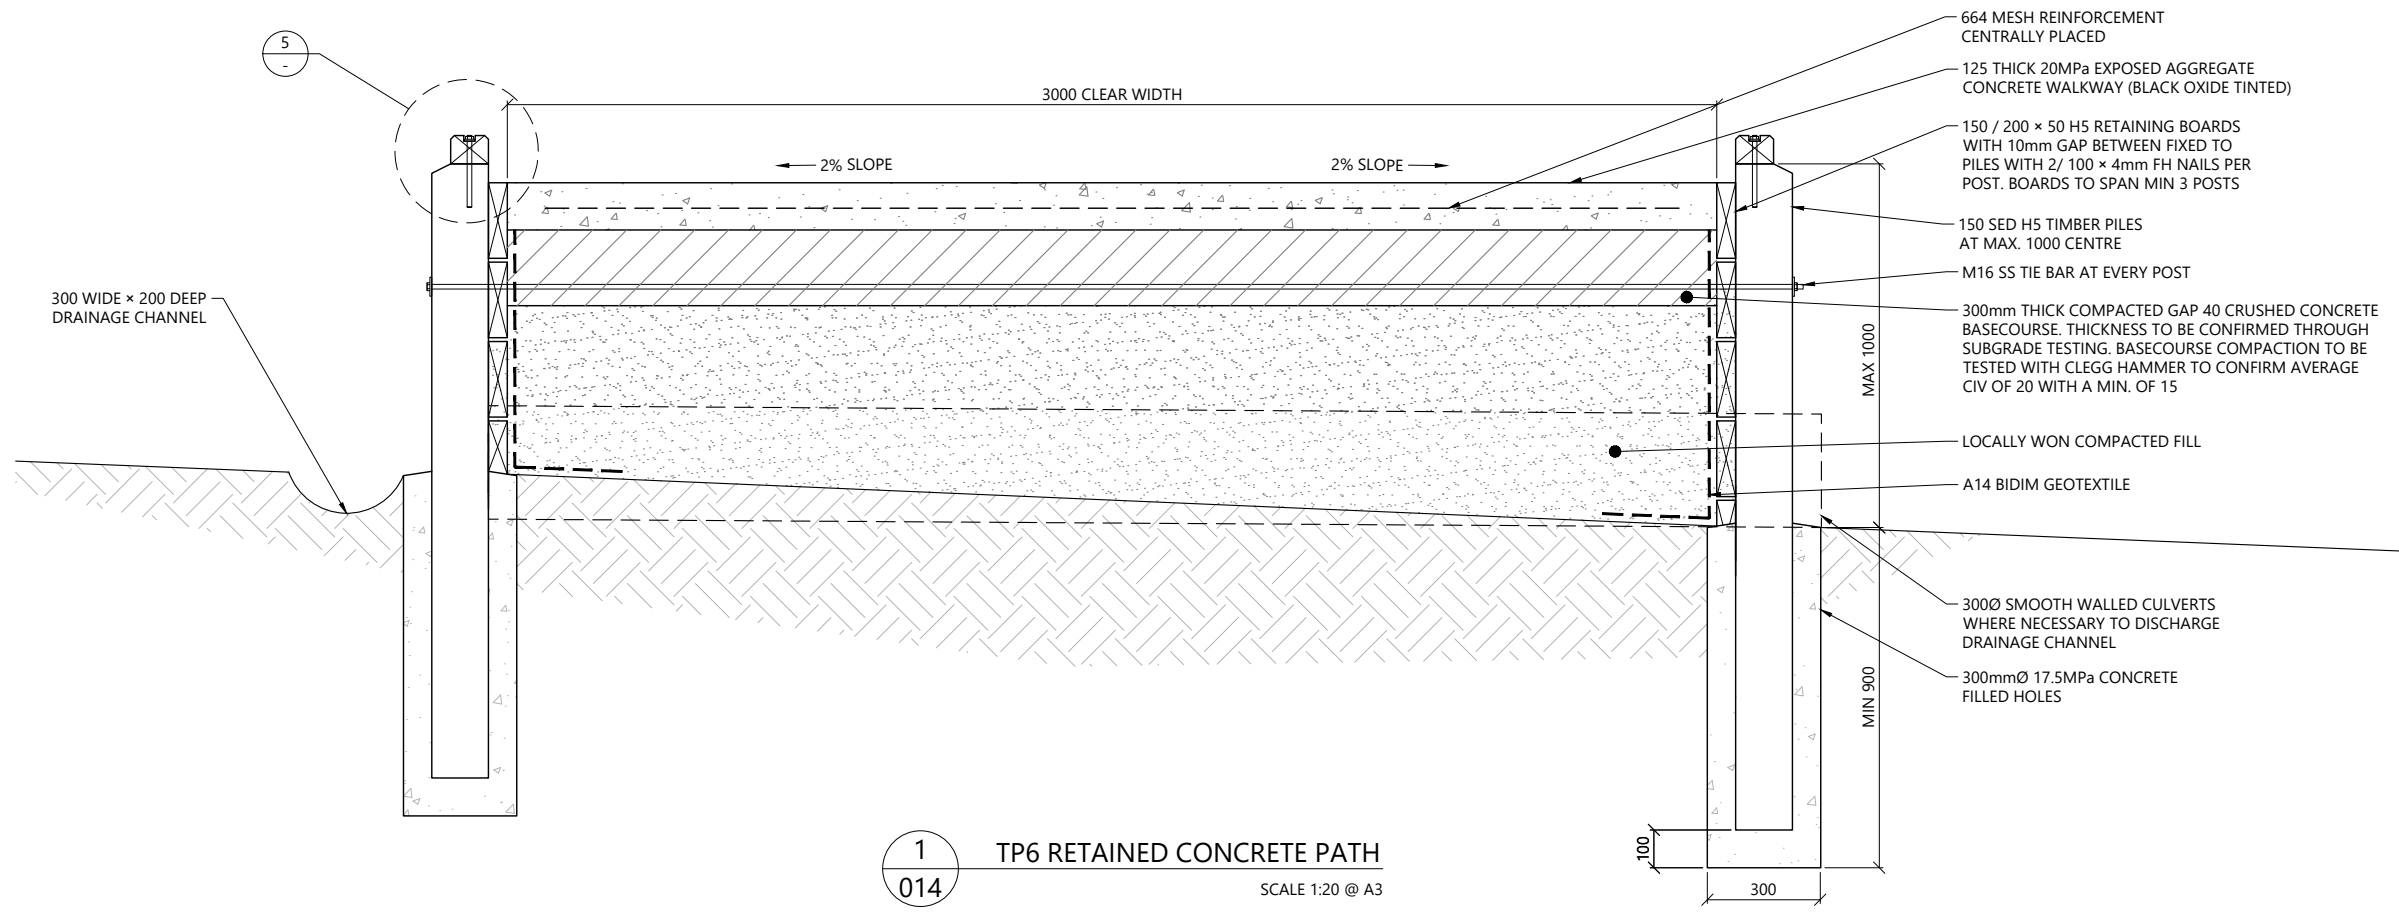 5
-
3000 CLEAR WIDTH
2% SLOPE
2% SLOPE
300 WIDE × 200 DEEP
DRAINAGE CHANNEL
664 MESH REINFORCEMENT
CENTRALLY PLACED
125 THICK 20MPa EXPOSED AGGREGATE
CONCRETE WALKWAY (BLACK OXIDE TINTED)
150 / 200 × 50 H5 RETAINING BOARDS
WITH 10mm GAP BETWEEN FIXED TO
PILES WITH 2/ 100 × 4mm FH NAILS PER
POST. BOARDS TO SPAN MIN 3 POSTS
150 SED H5 TIMBER PILES
AT MAX. 1000 CENTRE
M16 SS TIE BAR AT EVERY POST
300mm THICK COMPACTED GAP 40 CRUSHED CONCRETE
BASECOURSE. THICKNESS TO BE CONFIRMED THROUGH
SUBGRADE TESTING. BASECOURSE COMPACTION TO BE
TESTED WITH CLEGG HAMMER TO CONFIRM AVERAGE
CIV OF 20 WITH A MIN. OF 15
LOCALLY WON COMPACTED FILL
A14 BIDIM GEOTEXTILE
300Ø SMOOTH WALLED CULVERTS
WHERE NECESSARY TO DISCHARGE
DRAINAGE CHANNEL
300mmØ 17.5MPa CONCRETE
FILLED HOLES
MAX 1000
MIN 900
100
300
1
014
TP6 RETAINED CONCRETE PATH
SCALE 1:20 @ A3